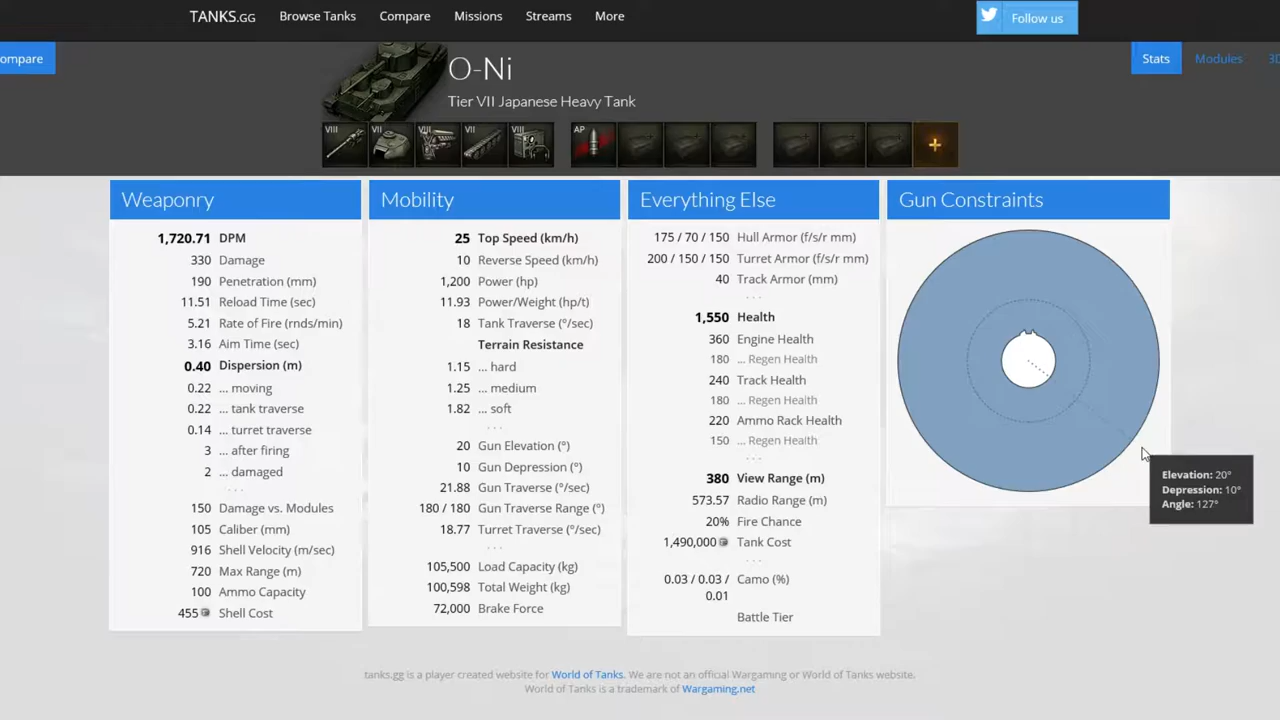 TANKS.GG Browse Tanks Compare Missions Streams More Follow us
ompare
O-Ni
Stats Modules 3D
Tier VII Japanese Heavy Tank
VIII VII VIII VII VIII AP
+
Weaponry
1,720.71 DPM
330 Damage
190 Penetration (mm)
11.51 Reload Time (sec)
5.21 Rate of Fire (rnds/min)
3.16 Aim Time (sec)
0.40 Dispersion (m)
0.22 ... moving
0.22 ... tank traverse
0.14 ... turret traverse
3 ... after firing
2 ... damaged
...
150 Damage vs. Modules
105 Caliber (mm)
916 Shell Velocity (m/sec)
720 Max Range (m)
100 Ammo Capacity
455 Shell Cost
Mobility
25 Top Speed (km/h)
10 Reverse Speed (km/h)
1,200 Power (hp)
11.93 Power/Weight (hp/t)
18 Tank Traverse (°/sec)
Terrain Resistance
1.15 ... hard
1.25 ... medium
1.82 ... soft
...
20 Gun Elevation (°)
10 Gun Depression (°)
21.88 Gun Traverse (°/sec)
180 / 180 Gun Traverse Range (°)
18.77 Turret Traverse (°/sec)
...
105,500 Load Capacity (kg)
100,598 Total Weight (kg)
72,000 Brake Force
Everything Else
175 / 70 / 150 Hull Armor (f/s/r mm)
200 / 150 / 150 Turret Armor (f/s/r mm)
40 Track Armor (mm)
...
1,550 Health
360 Engine Health
180 ... Regen Health
240 Track Health
180 ... Regen Health
220 Ammo Rack Health
150 ... Regen Health
...
380 View Range (m)
573.57 Radio Range (m)
20% Fire Chance
1,490,000 Tank Cost
...
0.03 / 0.03 / Camo (%)
0.01
Battle Tier
Gun Constraints
Elevation: 20°
Depression: 10°
Angle: 127°
tanks.gg is a player created website for World of Tanks. We are not an official Wargaming or World of Tanks website.
World of Tanks is a trademark of Wargaming.net